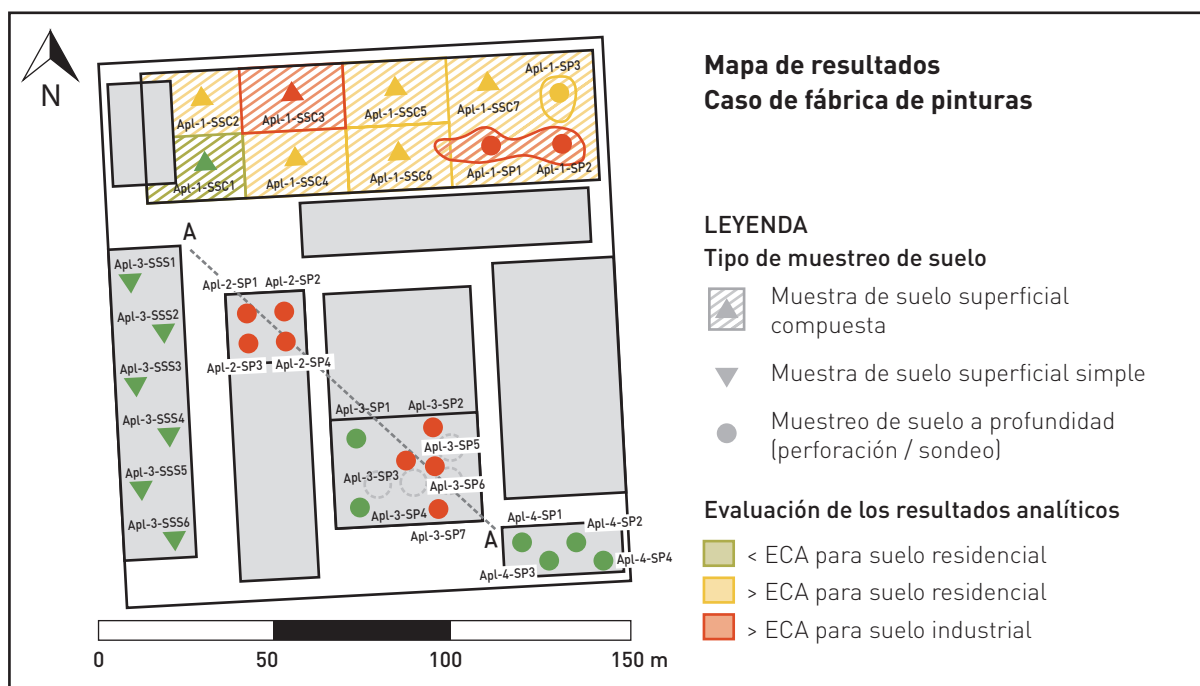 N
Mapa de resultados
Caso de fábrica de pinturas
Apl-1-SP3
Apl-1-SSC2
Apl-1-SSC3
Apl-1-SSC5
Apl-1-SSC7
Apl-1-SSC1
Apl-1-SSC4
Apl-1-SSC6
Apl-1-SP1
Apl-1-SP2
A
Apl-3-SSS1
Apl-3-SSS2
Apl-3-SSS3
Apl-3-SSS4
Apl-3-SSS5
Apl-3-SSS6
Apl-2-SP1
Apl-2-SP2
Apl-2-SP3
Apl-2-SP4
Apl-3-SP1
Apl-3-SP2
Apl-3-SP5
Apl-3-SP3
Apl-3-SP6
Apl-3-SP4
Apl-3-SP7
A
Apl-4-SP1
Apl-4-SP2
Apl-4-SP3
Apl-4-SP4
0 50 100 150 m
LEYENDA
Tipo de muestreo de suelo
Muestra de suelo superficial
compuesta
Muestra de suelo superficial simple
Muestreo de suelo a profundidad
(perforación / sondeo)
Evaluación de los resultados analíticos
< ECA para suelo residencial
> ECA para suelo residencial
> ECA para suelo industrial